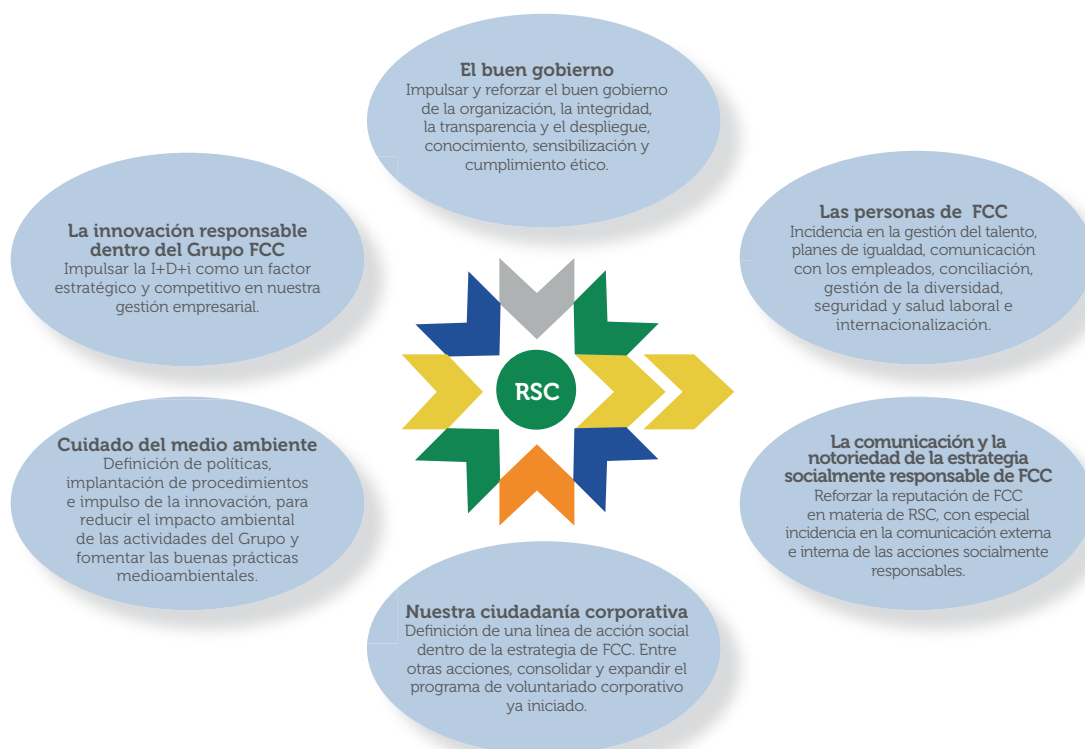 El buen gobierno
Impulsar y reforzar el buen gobierno
de la organización, la integridad,
la transparencia y el despliegue,
conocimiento, sensibilización y
cumplimiento ético.
La innovación responsable
dentro del Grupo FCC
Impulsar la I+D+i como un factor
estratégico y competitivo en nuestra
gestión empresarial.
Las personas de FCC
Incidencia en la gestión del talento,
planes de igualdad, comunicación
con los empleados, conciliación,
gestión de la diversidad,
seguridad y salud laboral e
internacionalización.
RSC
Cuidado del medio ambiente
Definición de políticas,
implantación de procedimientos
e impulso de la innovación, para
reducir el impacto ambiental
de las actividades del Grupo y
fomentar las buenas prácticas
medioambientales.
La comunicación y la
notoriedad de la estrategia
socialmente responsable de FCC
Reforzar la reputación de FCC
en materia de RSC, con especial
incidencia en la comunicación externa
e interna de las acciones socialmente
responsables.
Nuestra ciudadanía corporativa
Definición de una línea de acción social
dentro de la estrategia de FCC. Entre
otras acciones, consolidar y expandir el
programa de voluntariado corporativo
ya iniciado.